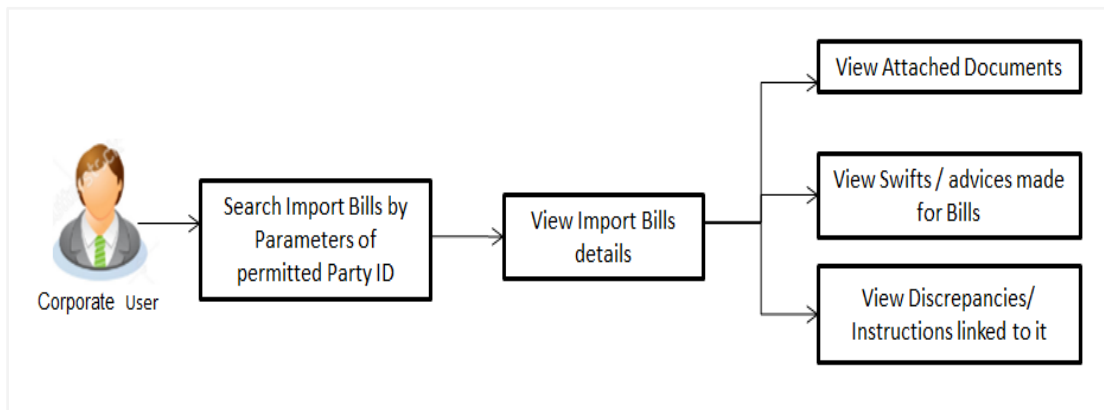 View Attached Documents
Search Import Bills by
Parameters of
permitted Party ID
View Import Bills
details
View Swifts / advices made
for Bills
View Discrepancies/
Instructions linked to it
Corporate User